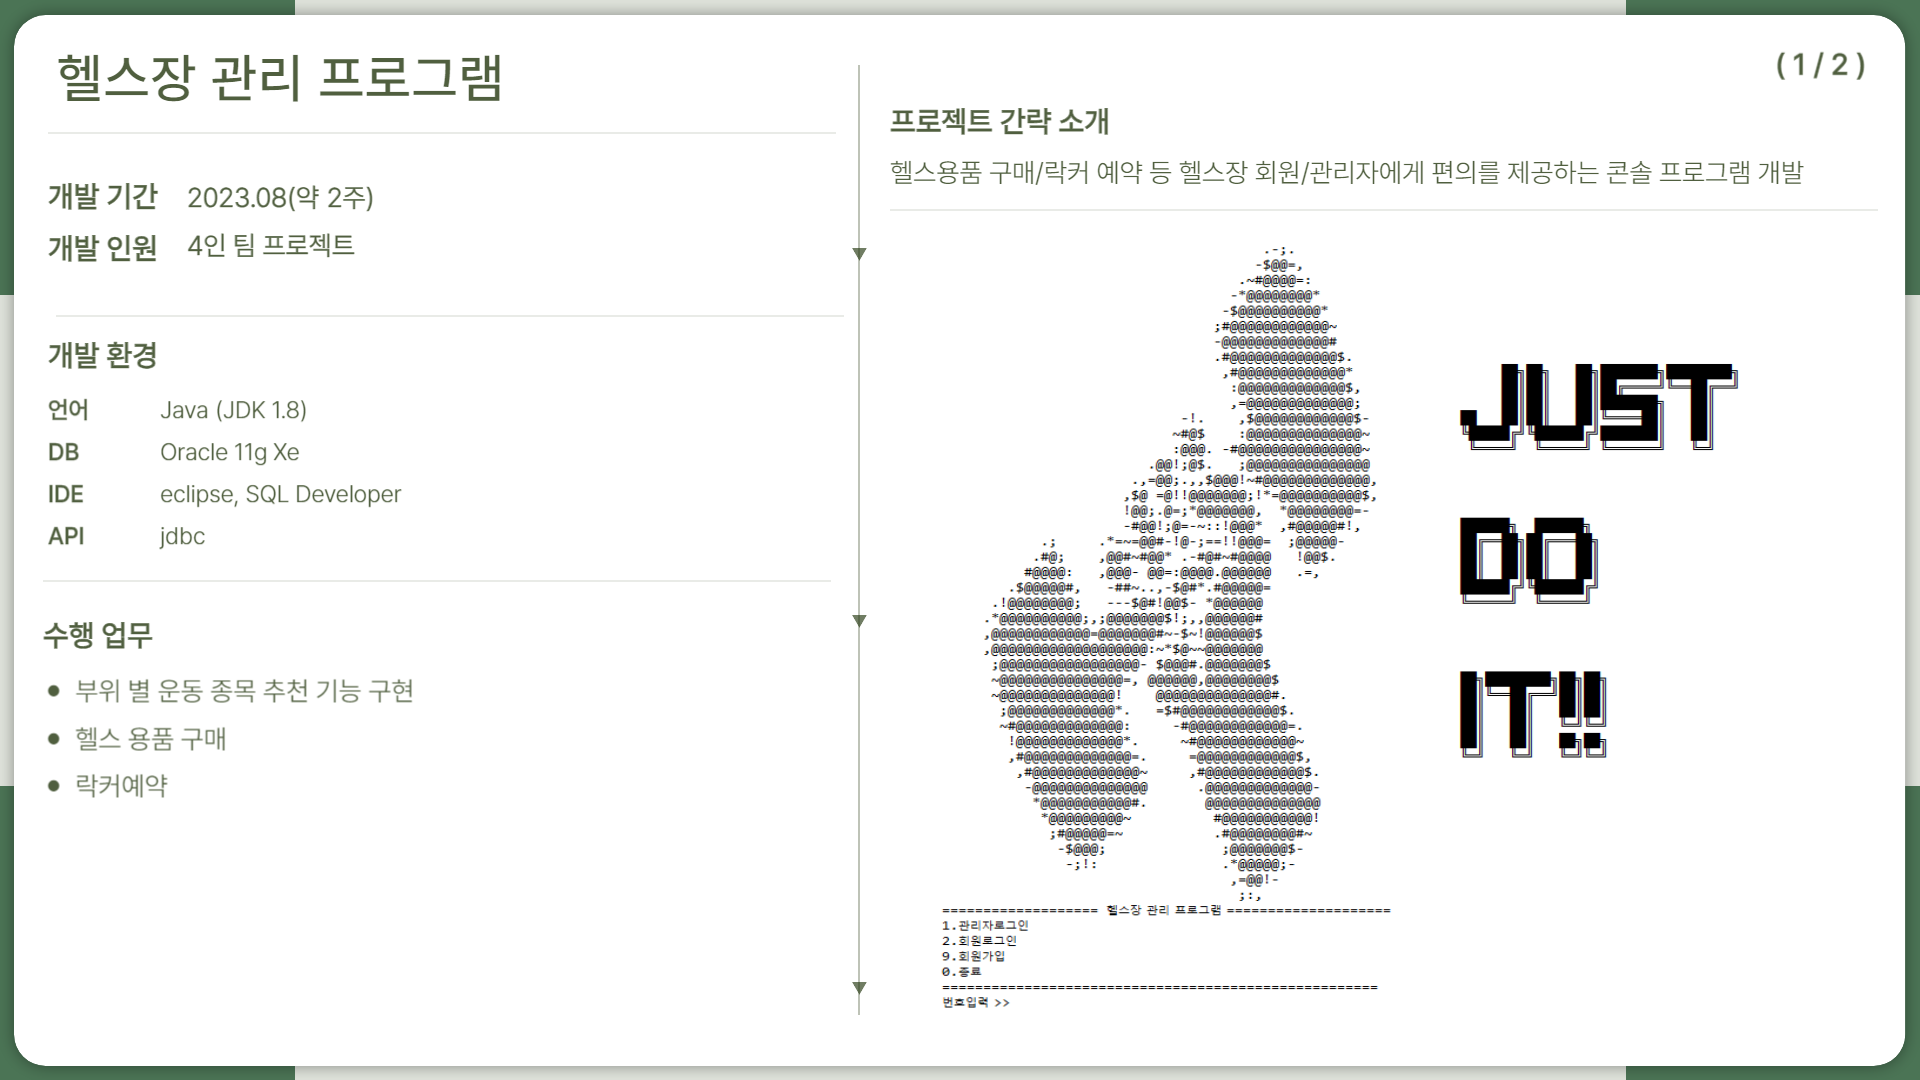 헬스장 관리 프로그램
개발 기간 2023.08(약 2주)
개발 인원 4인 팀 프로젝트
개발 환경
언어 Java (JDK 1.8)
DB Oracle 11g Xe
IDE eclipse, SQL Developer
API jdbc
수행 업무
● 부위 별 운동 종목 추천 기능 구현
● 헬스 용품 구매
● 락커예약
( 1 / 2 )
프로젝트 간략 소개
헬스용품 구매/락커 예약 등 헬스장 회원/관리자에게 편의를 제공하는 콘솔 프로그램 개발
JUST
DO
IT!!
=================== 헬스장 관리 프로그램 ====================
1.관리자로그인
2.회원로그인
9.회원가입
0.종료
=====================================================
번호입력 >>